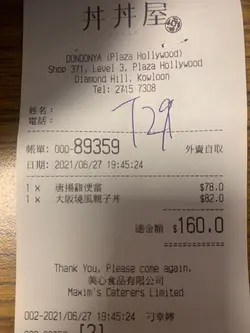 丼丼屋
DONDONYA (Plaza Hollywood)
Shop 371, Level 3, Plaza Hollywood
Diamond Hill, Kowloon
Tel: 2715 7308
姓名:
電話:
T29
帳單: 000-89359 外賣自取
日期: 2021/06/27 19:45:24
1 × 唐揚雞便當 $78.0
1 × 大阪燒風親子丼 $82.0
總金額 $160.0
Thank You, Please come again.
美心食品有限公司
Maxim's Caterers Limited
002-2021/06/27 19:45:24